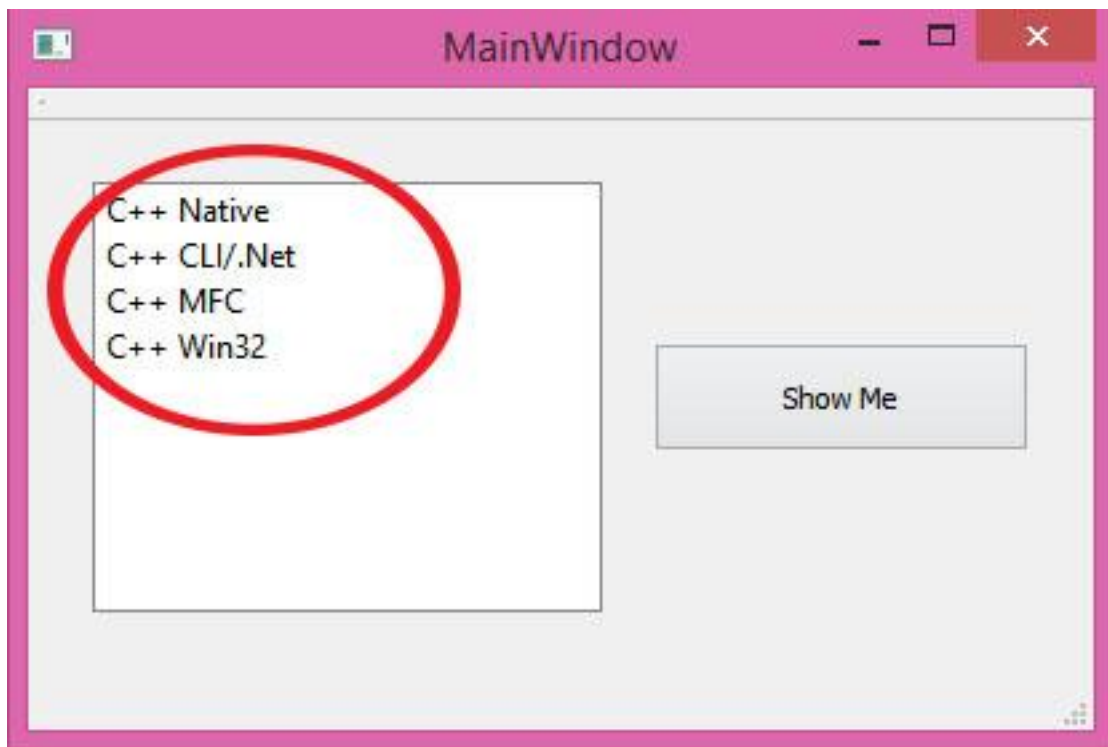 MainWindow
C++ Native
C++ CLI/.Net
C++ MFC
C++ Win32
Show Me